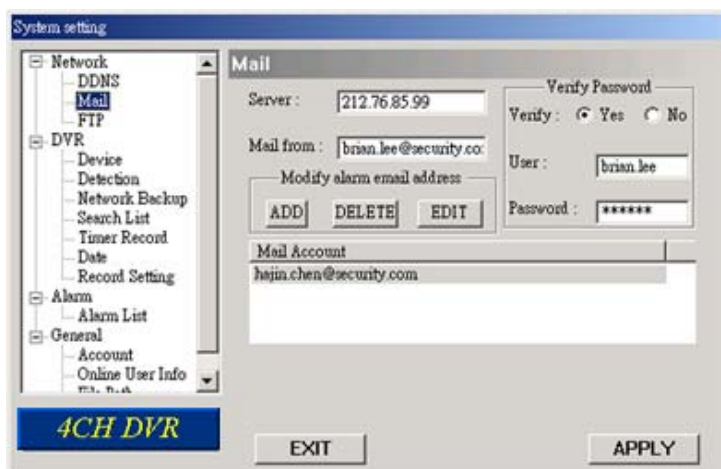 System setting
Network
DDNS
Mail
FTP
DVR
Device
Detection
Network Backup
Search List
Timer Record
Date
Record Setting
Alarm
Alarm List
General
Account
Online User Info
File Path
4CH DVR
Mail
Server : 212.76.85.99
Mail from : brian.lee@security.co
Modify alarm email address
ADD DELETE EDIT
Verify Password
Verify : Yes No
User : brian.lee
Password : ******
Mail Account
hajin.chen@security.com
EXIT APPLY